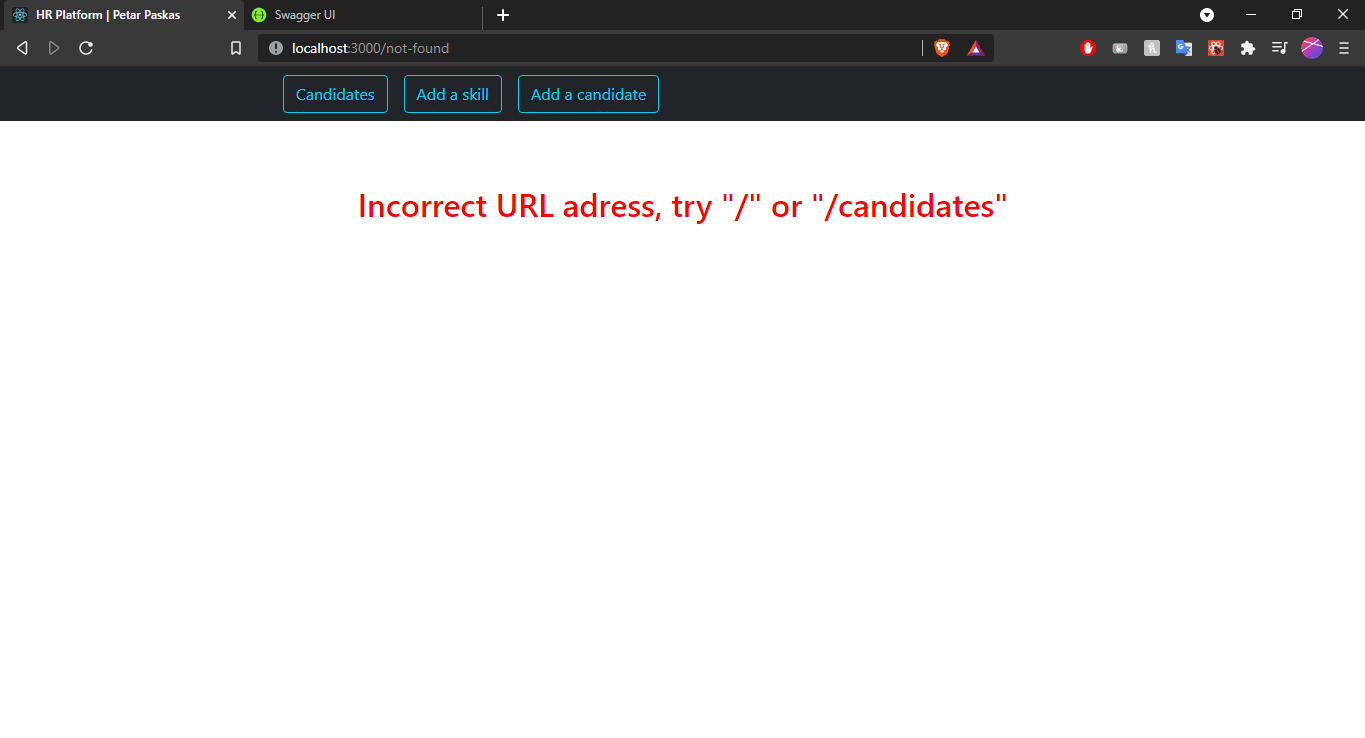 HR Platform | Petar Paskas
Swagger UI
localhost:3000/not-found
Candidates
Add a skill
Add a candidate
Incorrect URL adress, try "/" or "/candidates"